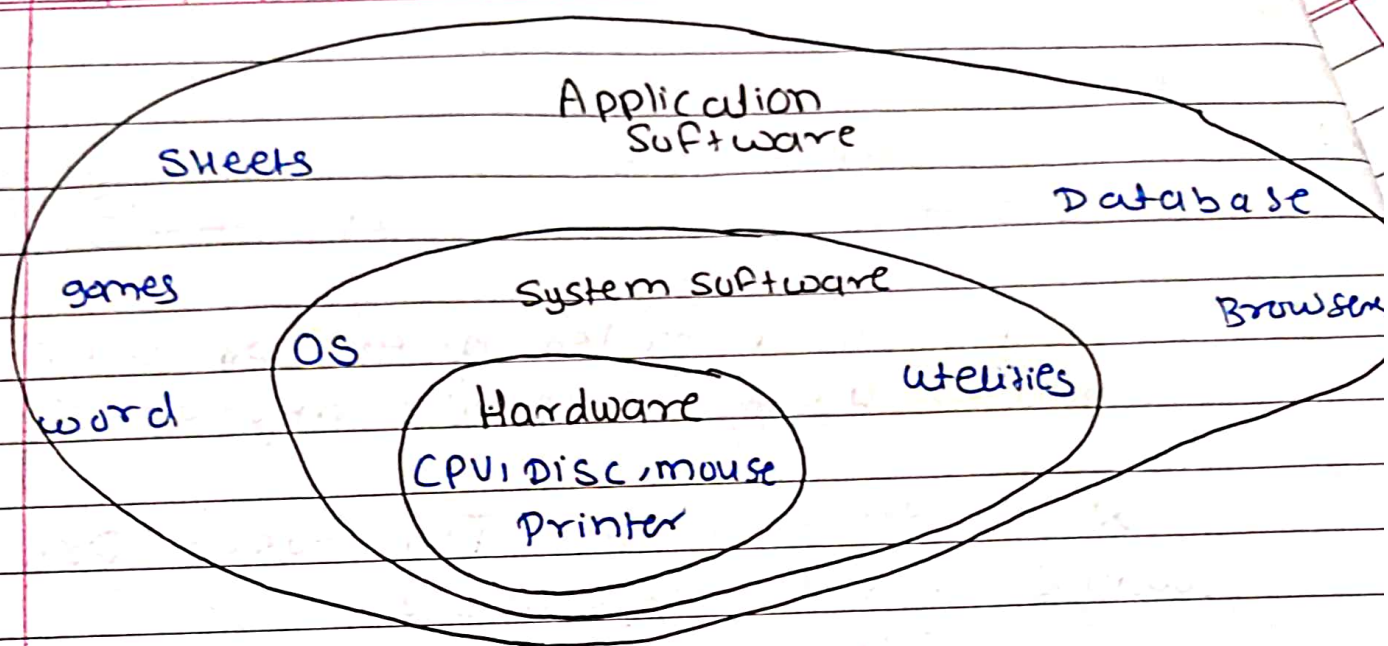 Application
Software
Sheets
Database
games
System Software
Browser
OS
utelities
Hardware
word
CPU, DISC, mouse
Printer